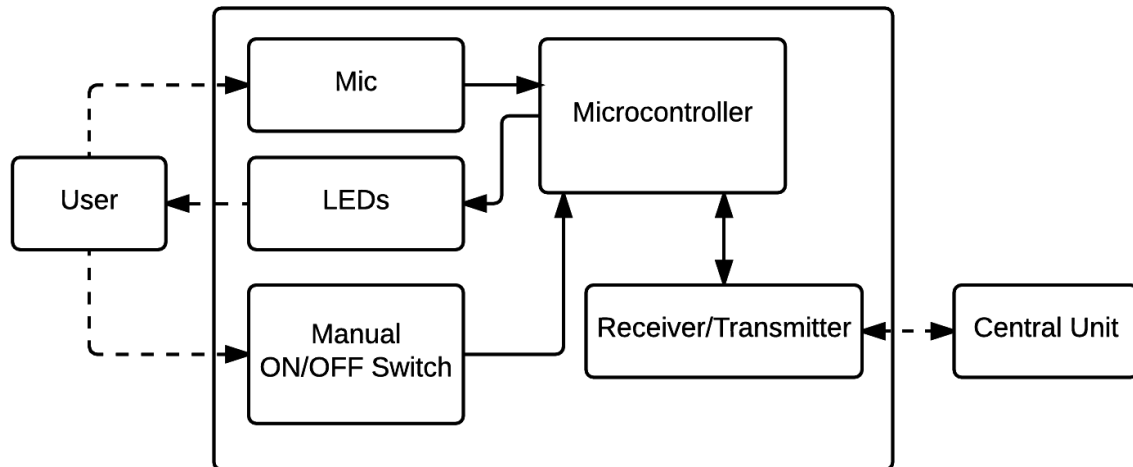 Mic
Microcontroller
User
LEDs
Manual
ON/OFF Switch
Receiver/Transmitter
Central Unit